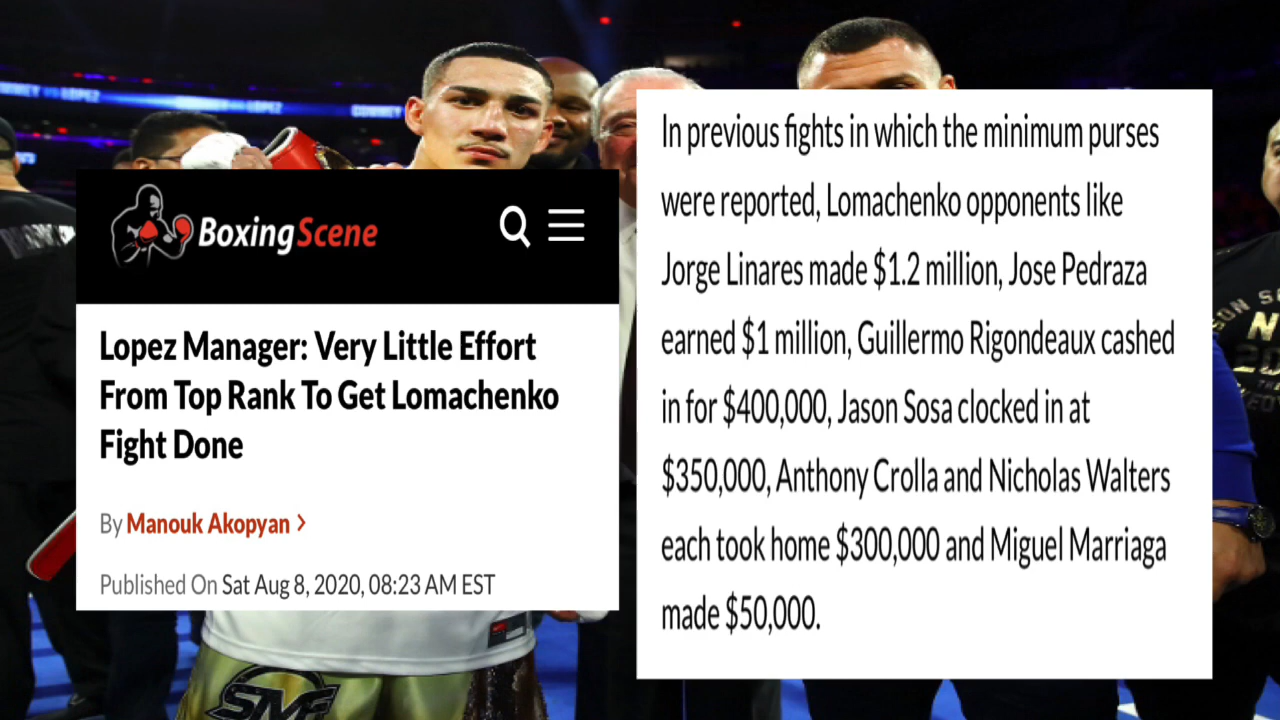 COMMEY LOPEZ
BoxingScene
Lopez Manager: Very Little Effort
From Top Rank To Get Lomachenko
Fight Done
By Manouk Akopyan >
Published On Sat Aug 8, 2020, 08:23 AM EST
In previous fights in which the minimum purses
were reported, Lomachenko opponents like
Jorge Linares made $1.2 million, Jose Pedraza
earned $1 million, Guillermo Rigondeaux cashed
in for $400,000, Jason Sosa clocked in at
$350,000, Anthony Crolla and Nicholas Walters
each took home $300,000 and Miguel Marriaga
made $50,000.